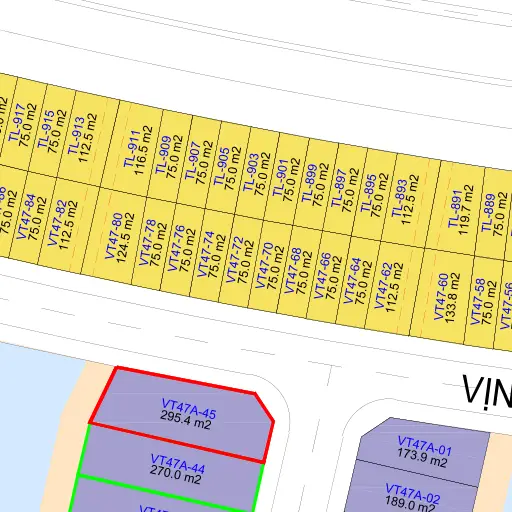 TL-917
75.0 m2
TL-915
75.0 m2
TL-913
112.5 m2
TL-911
116.5 m2
TL-909
75.0 m2
TL-907
75.0 m2
TL-905
75.0 m2
TL-903
75.0 m2
TL-901
75.0 m2
TL-899
75.0 m2
TL-897
75.0 m2
TL-895
75.0 m2
TL-893
112.5 m2
TL-891
119.7 m2
TL-889
75.0 m2
75.0 m2
VT47-84
75.0 m2
VT47-82
112.5 m2
VT47-80
124.5 m2
VT47-78
75.0 m2
VT47-76
75.0 m2
VT47-74
75.0 m2
VT47-72
75.0 m2
VT47-70
75.0 m2
VT47-68
75.0 m2
VT47-66
75.0 m2
VT47-64
75.0 m2
VT47-62
112.5 m2
VT47-60
133.8 m2
VT47-58
75.0 m2
VT47-56
VỊN
VT47A-45
295.4 m2
VT47A-44
270.0 m2
VT47A-01
173.9 m2
VT47A-02
189.0 m2